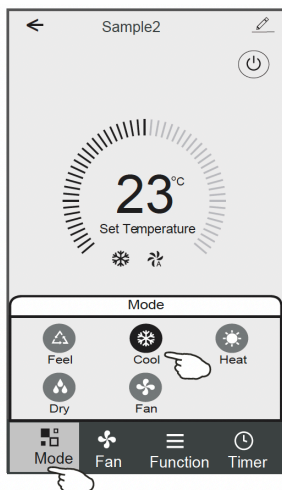 Sample2
23°C
Set Temperature
A
Mode
Feel Cool Heat
Dry Fan
Mode Fan Function Timer